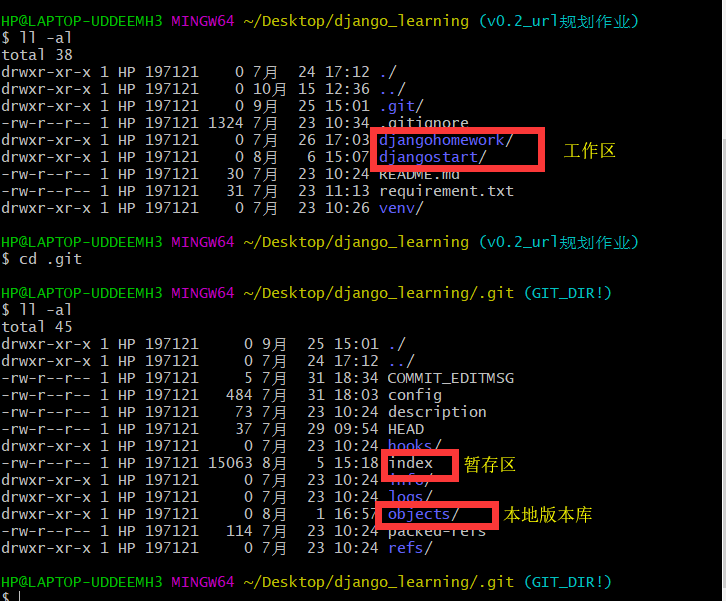 HP@LAPTOP-UDDEEMH3 MINGW64 ~/Desktop/django_learning (v0.2_url规划作业)
$ ll -al
total 38
drwxr-xr-x 1 HP 197121    0 7月   24 17:12 ./
drwxr-xr-x 1 HP 197121    0 10月  15 12:36 ../
drwxr-xr-x 1 HP 197121    0 9月   25 15:01 .git/
-rw-r--r-- 1 HP 197121 1324 7月   23 10:34 .gitignore
drwxr-xr-x 1 HP 197121    0 7月   26 17:03 djangohomework/
drwxr-xr-x 1 HP 197121    0 8月    6 15:07 djangostart/
工作区
-rw-r--r-- 1 HP 197121   30 7月   23 10:24 README.md
-rw-r--r-- 1 HP 197121   31 7月   23 11:13 requirement.txt
drwxr-xr-x 1 HP 197121    0 7月   23 10:26 venv/
HP@LAPTOP-UDDEEMH3 MINGW64 ~/Desktop/django_learning (v0.2_url规划作业)
$ cd .git
HP@LAPTOP-UDDEEMH3 MINGW64 ~/Desktop/django_learning/.git (GIT_DIR!)
$ ll -al
total 45
drwxr-xr-x 1 HP 197121     0 9月   25 15:01 ./
drwxr-xr-x 1 HP 197121     0 7月   24 17:12 ../
-rw-r--r-- 1 HP 197121     5 7月   31 18:34 COMMIT_EDITMSG
-rw-r--r-- 1 HP 197121   484 7月   31 18:03 config
-rw-r--r-- 1 HP 197121    73 7月   23 10:24 description
-rw-r--r-- 1 HP 197121    37 7月   29 09:54 HEAD
drwxr-xr-x 1 HP 197121     0 7月   23 10:24 hooks/
-rw-r--r-- 1 HP 197121 15063 8月    5 15:18 index 暂存区
drwxr-xr-x 1 HP 197121     0 7月   23 10:24 info/
drwxr-xr-x 1 HP 197121     0 7月   23 10:24 logs/
drwxr-xr-x 1 HP 197121     0 8月    1 16:57 objects/ 本地版本库
-rw-r--r-- 1 HP 197121   114 7月   23 10:24 packed-refs
drwxr-xr-x 1 HP 197121     0 7月   23 10:24 refs/
HP@LAPTOP-UDDEEMH3 MINGW64 ~/Desktop/django_learning/.git (GIT_DIR!)
$